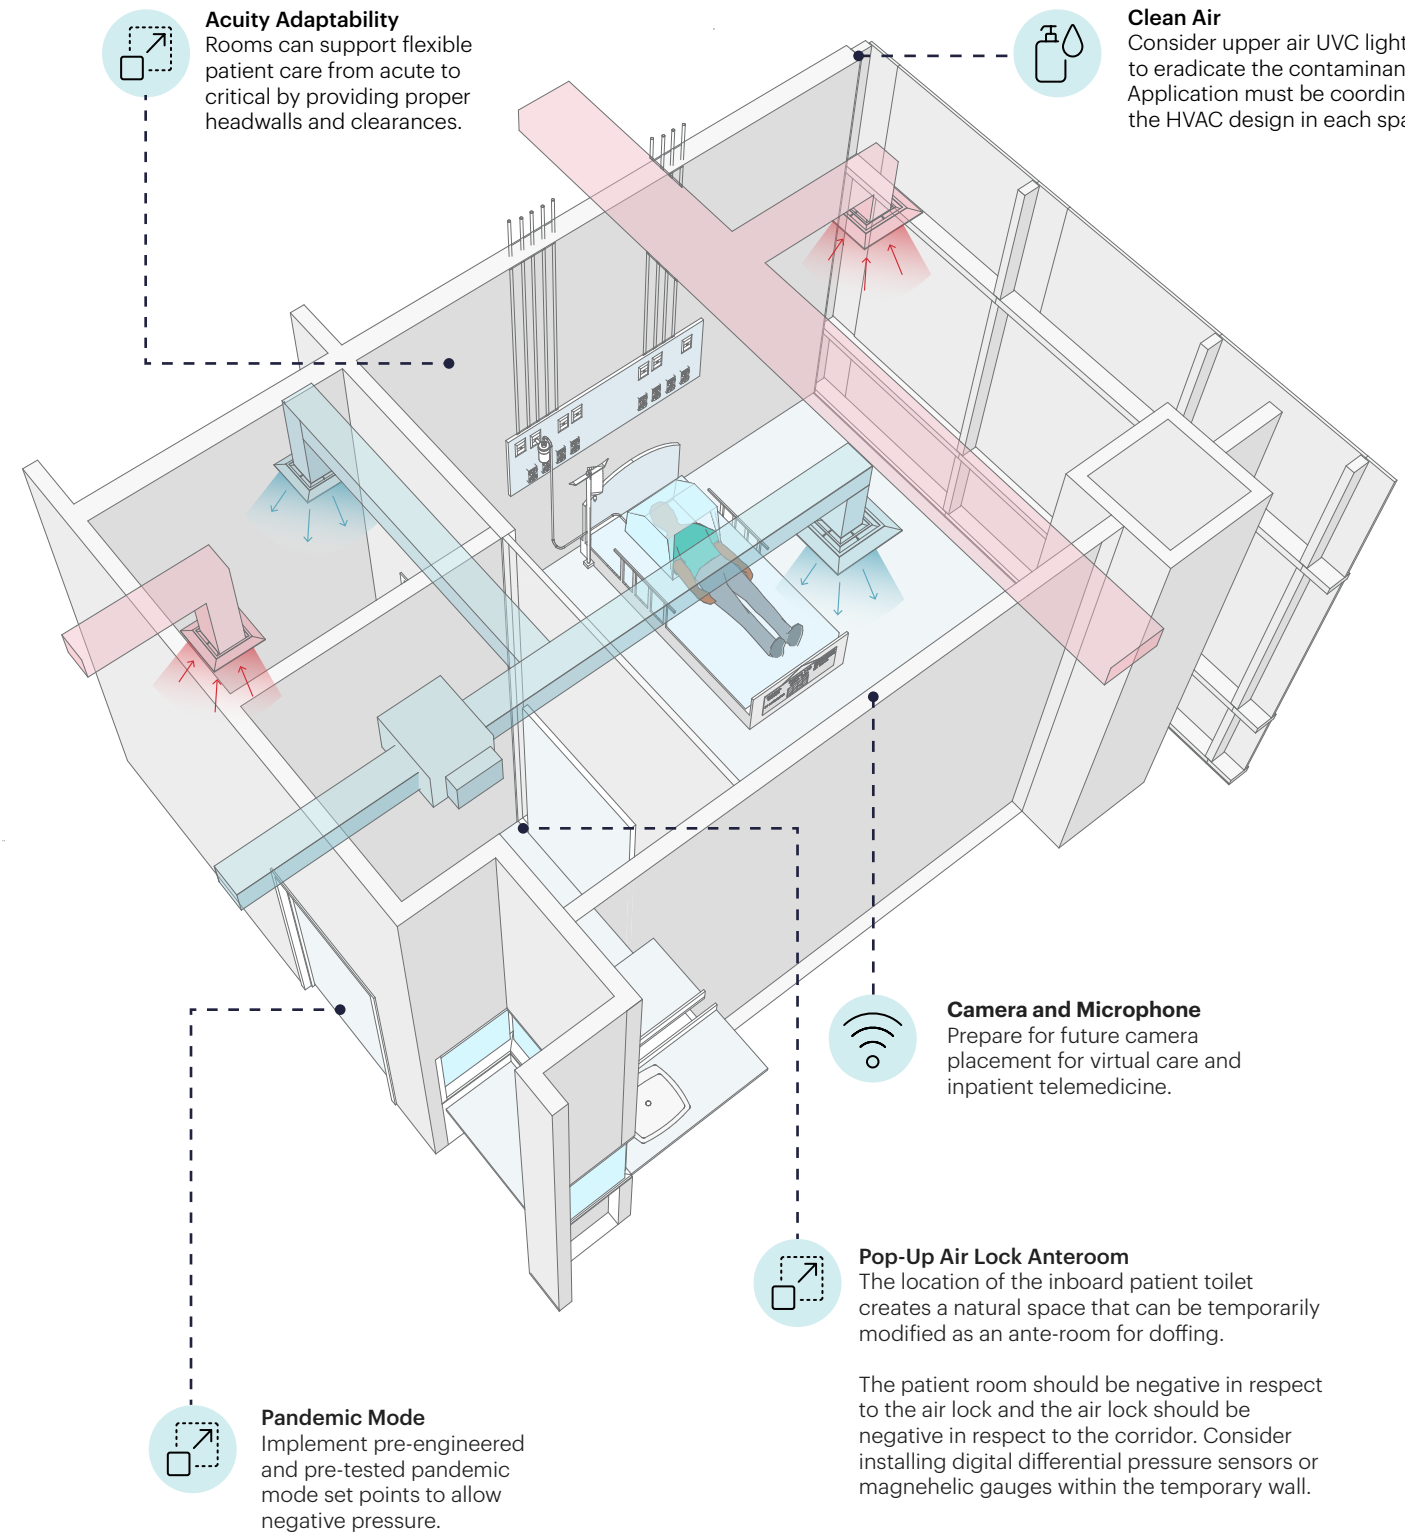 Acuity Adaptability
Rooms can support flexible
patient care from acute to
critical by providing proper
headwalls and clearances.
Clean Air
Consider upper air UVC light
to eradicate the
Application must be
the HVAC design in each
Camera and Microphone
Prepare for future camera
placement for virtual care and
inpatient telemedicine.
Pop-Up Air Lock Anteroom
The location of the inboard patient toilet
creates a natural space that can be temporarily
modified as an ante-room for doffing.
The patient room should be negative in respect
to the air lock and the air lock should be
negative in respect to the corridor. Consider
installing digital differential pressure sensors or
magnehelic gauges within the temporary wall.
Pandemic Mode
Implement pre-engineered
and pre-tested pandemic
mode set points to allow
negative pressure.